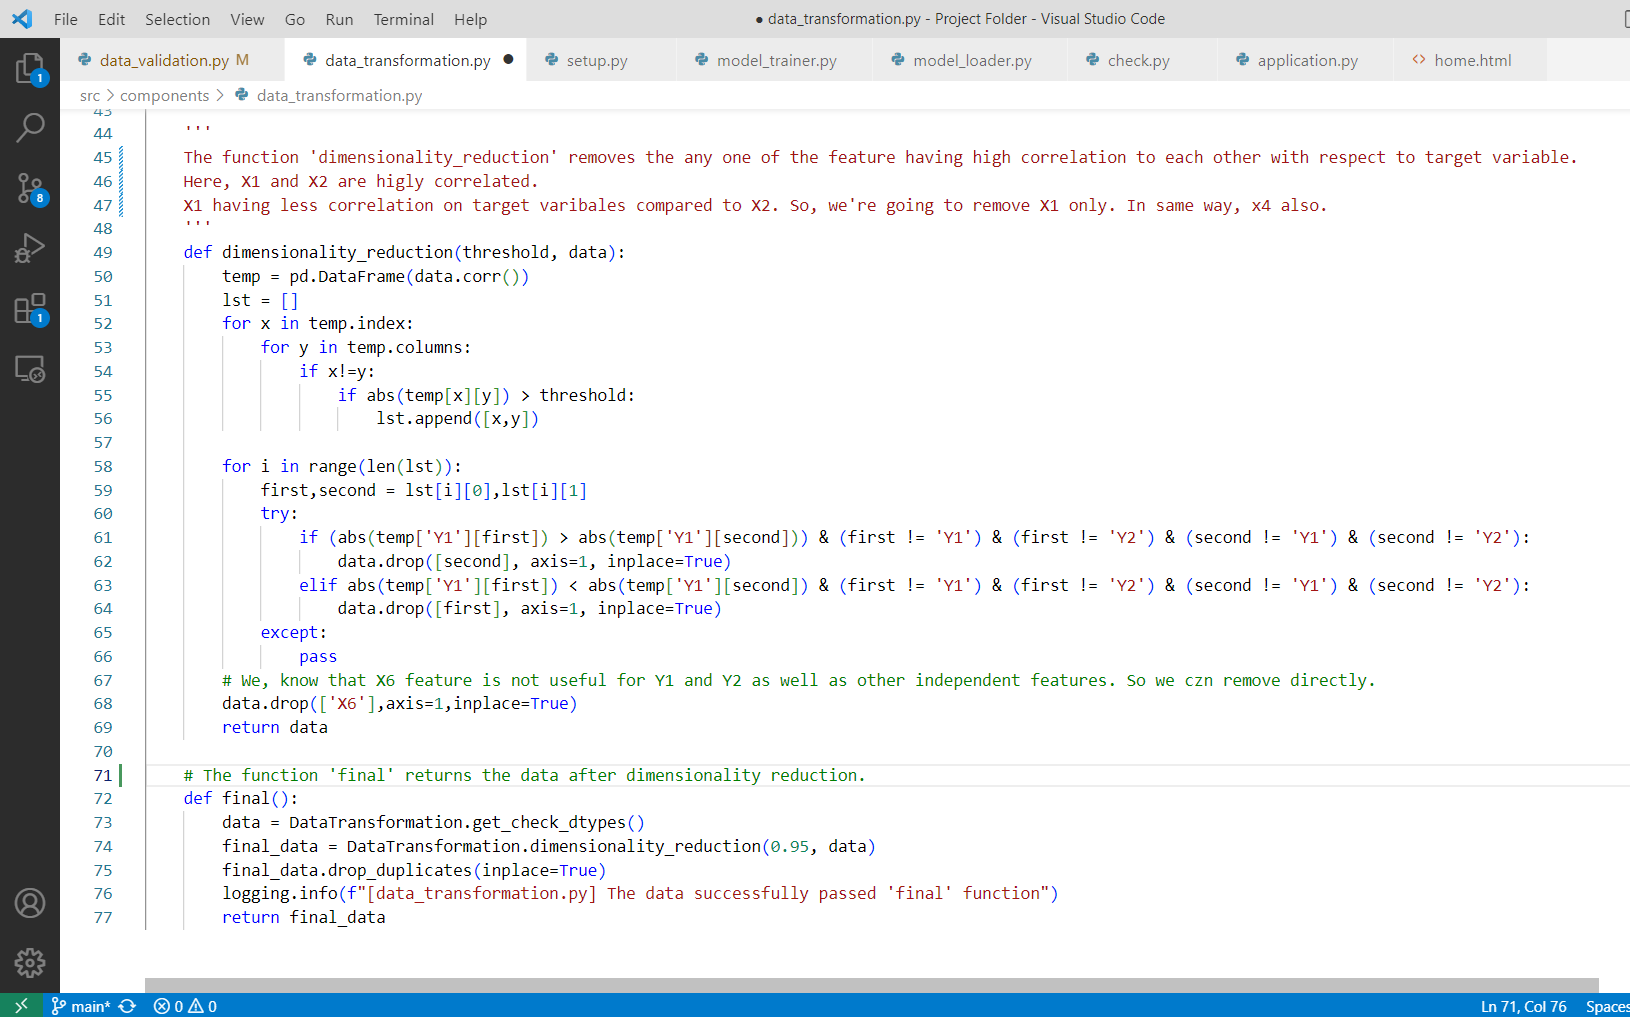 File Edit Selection View Go Run Terminal Help ● data_transformation.py - Project Folder - Visual Studio Code
data_validation.py M data_transformation.py ● setup.py model_trainer.py model_loader.py check.py application.py <> home.html
src > components > data_transformation.py
43
44 '''
45 The function 'dimensionality_reduction' removes the any one of the feature having high correlation to each other with respect to target variable.
46 Here, X1 and X2 are higly correlated.
47 X1 having less correlation on target varibales compared to X2. So, we're going to remove X1 only. In same way, x4 also.
48 '''
49 def dimensionality_reduction(threshold, data):
50 temp = pd.DataFrame(data.corr())
51 lst = []
52 for x in temp.index:
53 for y in temp.columns:
54 if x!=y:
55 if abs(temp[x][y]) > threshold:
56 lst.append([x,y])
57
58 for i in range(len(lst)):
59 first,second = lst[i][0],lst[i][1]
60 try:
61 if (abs(temp['Y1'][first]) > abs(temp['Y1'][second])) & (first != 'Y1') & (first != 'Y2') & (second != 'Y1') & (second != 'Y2'):
62 data.drop([second], axis=1, inplace=True)
63 elif abs(temp['Y1'][first]) < abs(temp['Y1'][second]) & (first != 'Y1') & (first != 'Y2') & (second != 'Y1') & (second != 'Y2'):
64 data.drop([first], axis=1, inplace=True)
65 except:
66 pass
67 # We, know that X6 feature is not useful for Y1 and Y2 as well as other independent features. So we czn remove directly.
68 data.drop(['X6'],axis=1,inplace=True)
69 return data
70
71 # The function 'final' returns the data after dimensionality reduction.
72 def final():
73 data = DataTransformation.get_check_dtypes()
74 final_data = DataTransformation.dimensionality_reduction(0.95, data)
75 final_data.drop_duplicates(inplace=True)
76 logging.info(f"[data_transformation.py] The data successfully passed 'final' function")
77 return final_data
1
8
1
main* 0 0 Ln 71, Col 76 Spaces